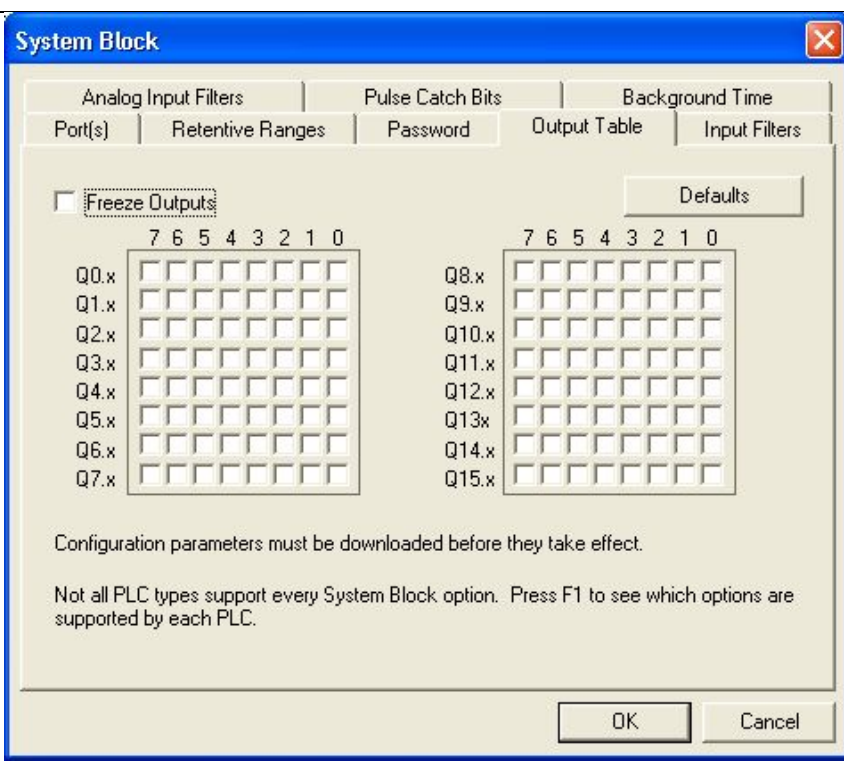 System Block
Analog Input Filters Pulse Catch Bits Background Time
Port(s) Retentive Ranges Password Output Table Input Filters
Freeze Outputs Defaults
7 6 5 4 3 2 1 0 7 6 5 4 3 2 1 0
Q0.x Q8.x
Q1.x Q9.x
Q2.x Q10.x
Q3.x Q11.x
Q4.x Q12.x
Q5.x Q13x
Q6.x Q14.x
Q7.x Q15.x
Configuration parameters must be downloaded before they take effect.
Not all PLC types support every System Block option. Press F1 to see which options are
supported by each PLC.
OK Cancel